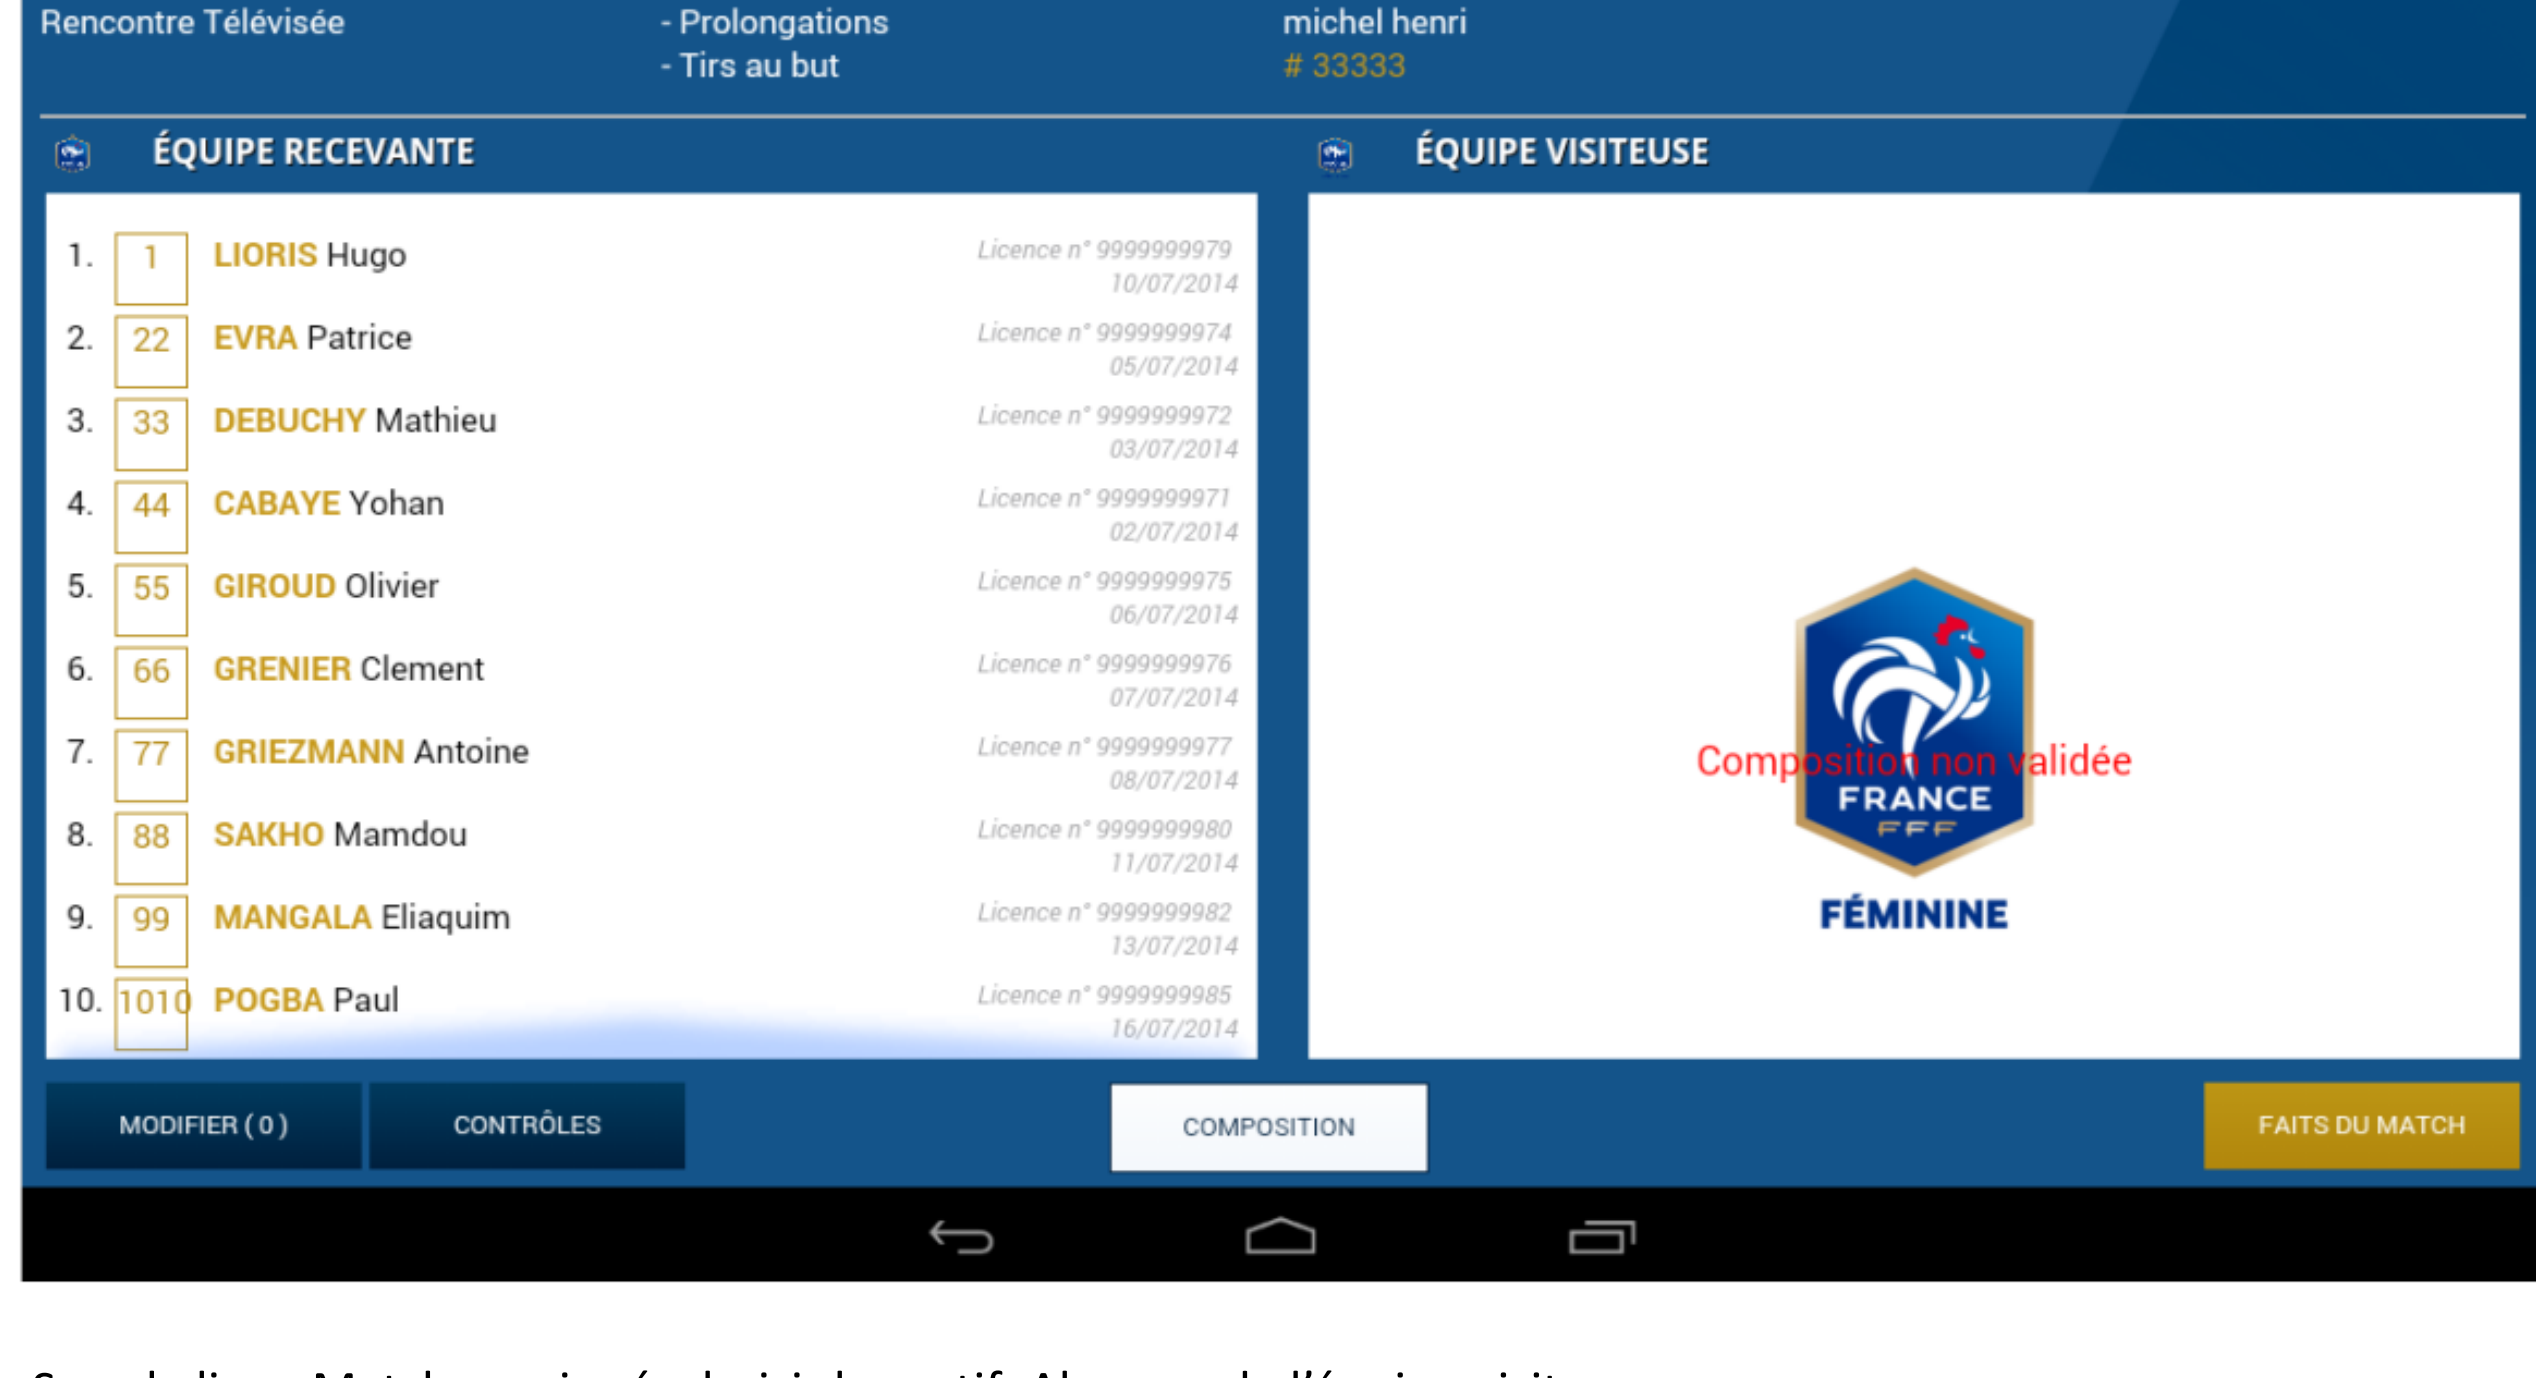 Rencontre Télévisée
- Prolongations
- Tirs au but
michel henri
# 33333
ÉQUIPE RECEVANTE
1. 1 LIORIS Hugo Licence n° 9999999979
10/07/2014
2. 22 EVRA Patrice Licence n° 9999999974
05/07/2014
3. 33 DEBUCHY Mathieu Licence n° 9999999972
03/07/2014
4. 44 CABAYE Yohan Licence n° 9999999971
02/07/2014
5. 55 GIROUD Olivier Licence n° 9999999975
06/07/2014
6. 66 GRENIER Clement Licence n° 9999999976
07/07/2014
7. 77 GRIEZMANN Antoine Licence n° 9999999977
08/07/2014
8. 88 SAKHO Mamdou Licence n° 9999999980
11/07/2014
9. 99 MANGALA Eliaquim Licence n° 9999999982
13/07/2014
10. 1010 POGBA Paul Licence n° 9999999985
16/07/2014
ÉQUIPE VISITEUSE
Composition non validée
FRANCE
FFF
FÉMININE
MODIFIER ( 0 )
CONTRÔLES
COMPOSITION
FAITS DU MATCH